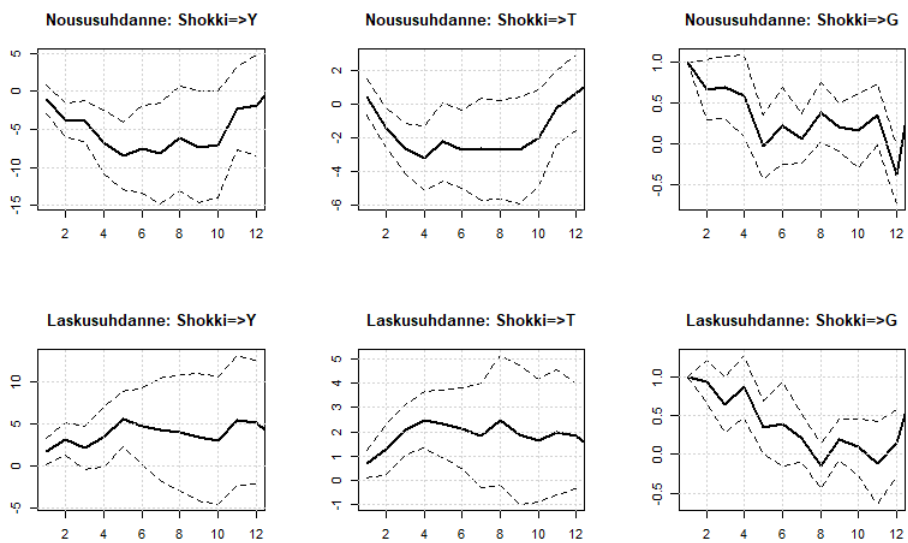 Noususuhdanne: Shokki=>Y
Noususuhdanne: Shokki=>T
Noususuhdanne: Shokki=>G
5
0
-5
-10
-15
2 4 6 8 10 12
2
0
-2
-4
-6
2 4 6 8 10 12
1.0
0.5
0.0
-0.5
2 4 6 8 10 12
Laskusuhdanne: Shokki=>Y
Laskusuhdanne: Shokki=>T
Laskusuhdanne: Shokki=>G
10
5
0
-5
2 4 6 8 10 12
5
4
3
2
1
0
-1
2 4 6 8 10 12
1.0
0.5
0.0
-0.5
2 4 6 8 10 12